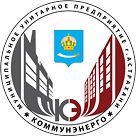 МУНИЦИПАЛЬНОЕ УНИТАРНОЕ ПРЕДПРИЯТИЕ г. АСТРАХАНИ
КЭ
КОММУНЭНЕРГО